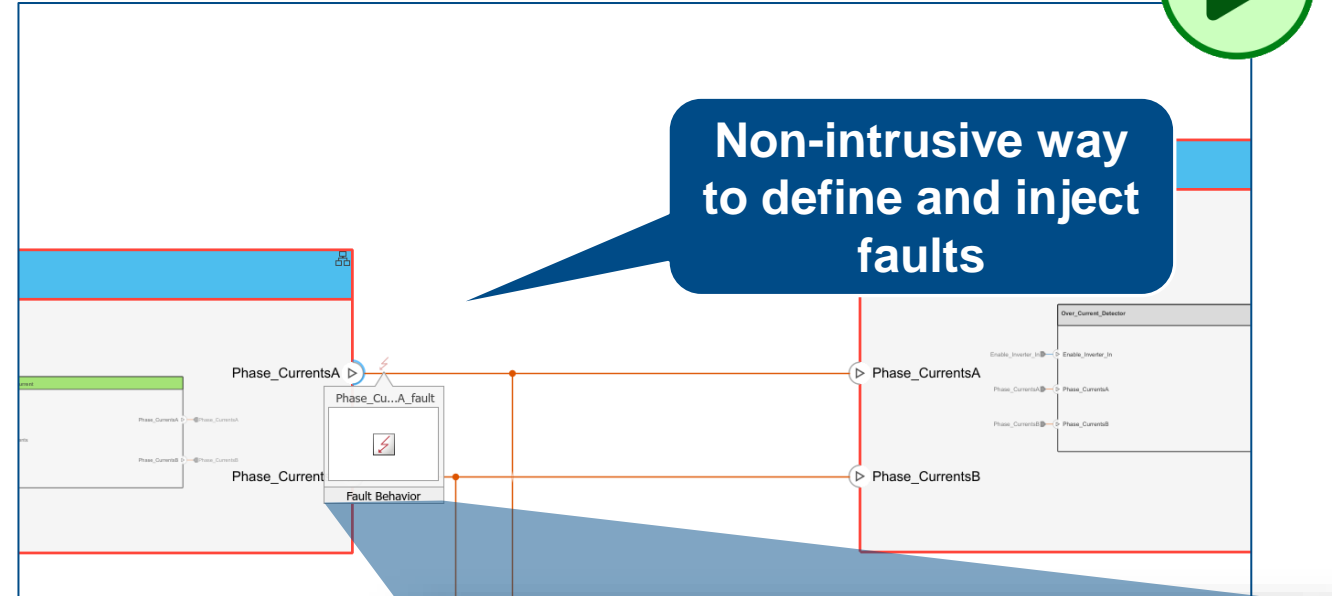 Non-intrusive way
to define and inject
faults
Over_Current_Detector
Enable_Inverter_In
Enable_Inverter_In
Phase_CurrentsA
Phase_CurrentsA
Phase_CurrentsB
Phase_CurrentsB
Phase_CurrentsA
Phase_CurrentsA
Phase_Cu...A_fault
Phase_CurrentsA
Phase_CurrentsA
Phase_CurrentsB
Phase_CurrentsB
Phase_Current
Phase_CurrentsB
Fault Behavior